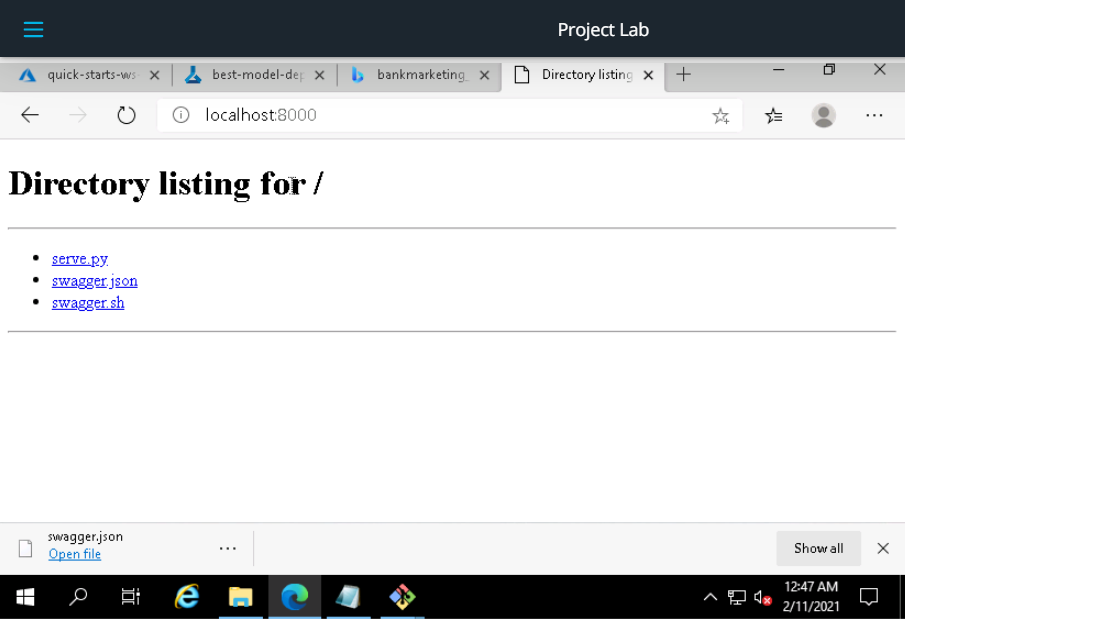 Project Lab
quick-starts-ws
best-model-dep
bankmarketing_
Directory listing
localhost:8000
Directory listing for /
serve.py
swagger.json
swagger.sh
swagger.json
Open file
Show all
12:47 AM
2/11/2021